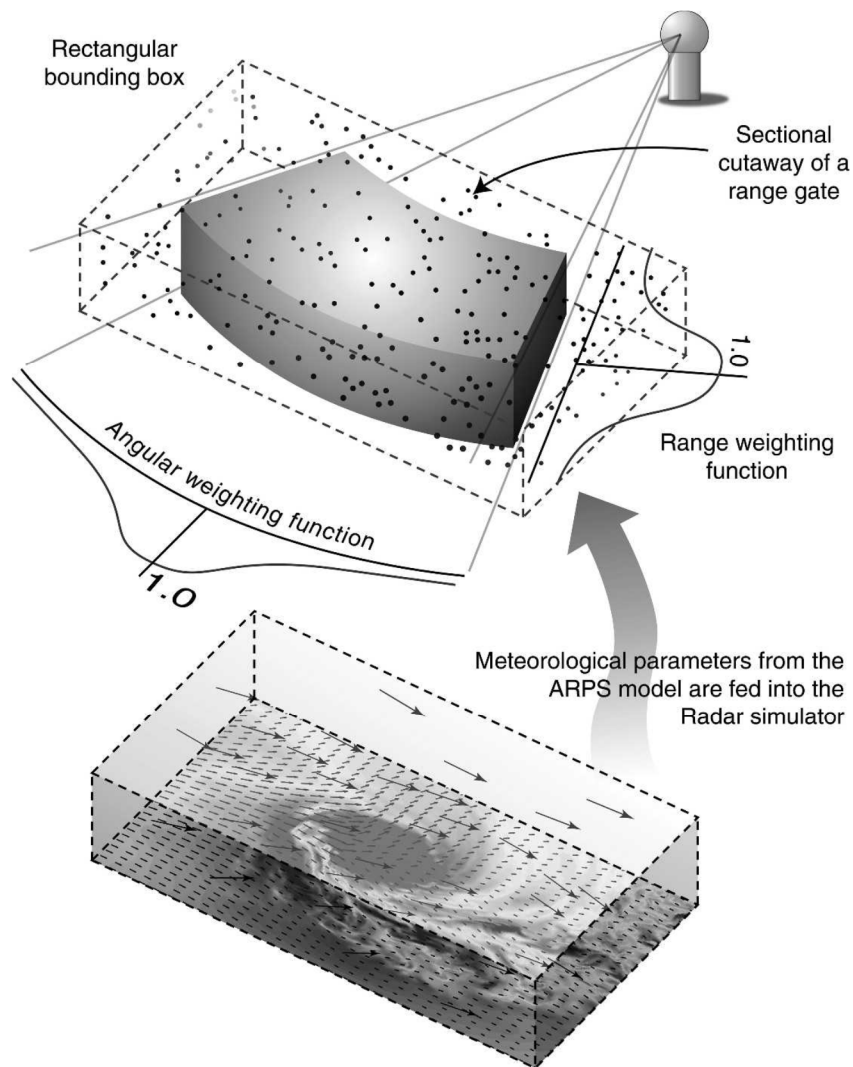 Rectangular
bounding box
Sectional
cutaway of a
range gate
1.0
Range weighting
function
Angular weighting function
1.0
Meteorological parameters from the
ARPS model are fed into the
Radar simulator